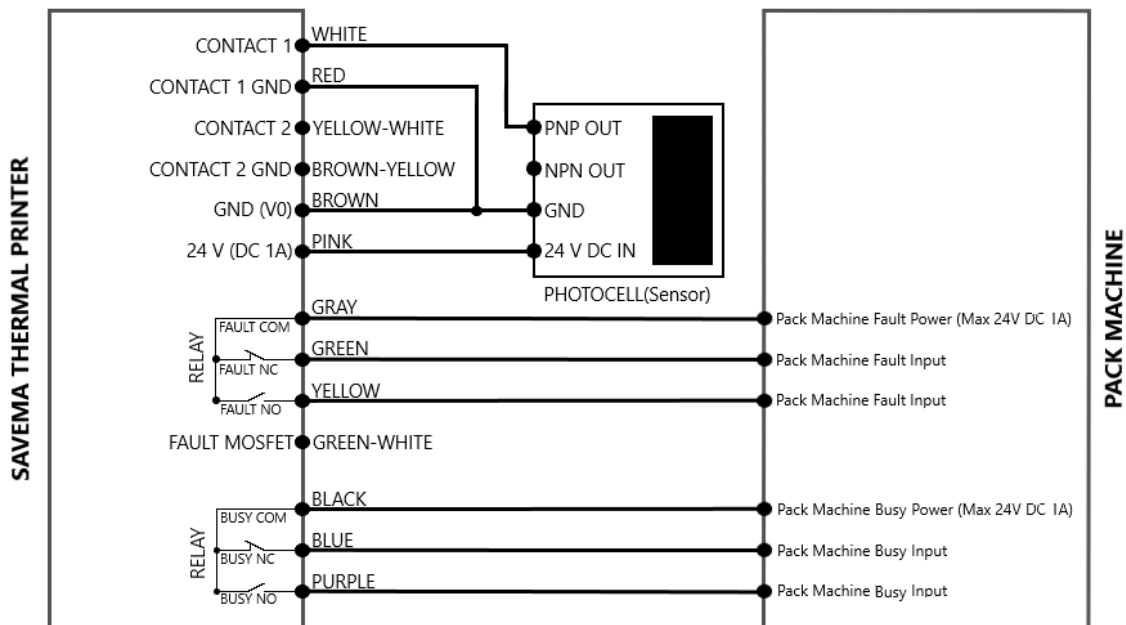 SAVEMA THERMAL PRINTER
CONTACT 1 WHITE
CONTACT 1 GND RED
CONTACT 2 YELLOW-WHITE
CONTACT 2 GND BROWN-YELLOW
GND (V0) BROWN
24 V (DC 1A) PINK
PNP OUT
NPN OUT
GND
24 V DC IN
PHOTOCELL(Sensor)
RELAY
FAULT COM GRAY Pack Machine Fault Power (Max 24V DC 1A)
FAULT NC GREEN Pack Machine Fault Input
FAULT NO YELLOW Pack Machine Fault Input
FAULT MOSFET GREEN-WHITE
RELAY
BUSY COM BLACK Pack Machine Busy Power (Max 24V DC 1A)
BUSY NC BLUE Pack Machine Busy Input
BUSY NO PURPLE Pack Machine Busy Input
PACK MACHINE